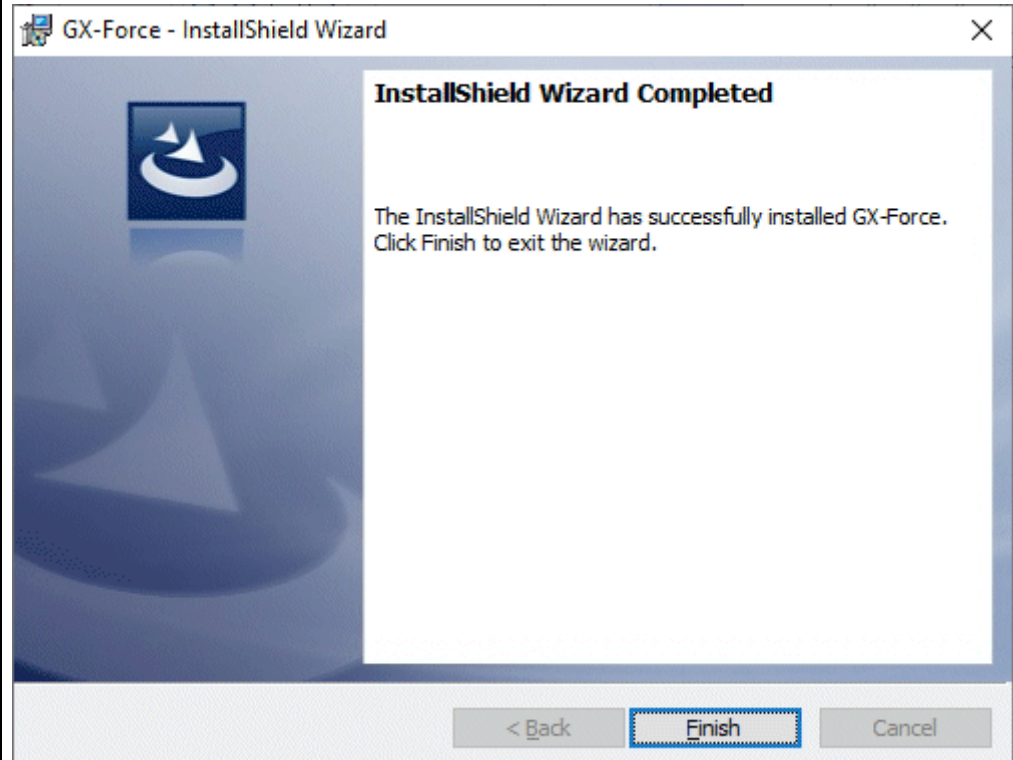 GX-Force - InstallShield Wizard
InstallShield Wizard Completed
The InstallShield Wizard has successfully installed GX-Force.
Click Finish to exit the wizard.
< Back
Finish
Cancel